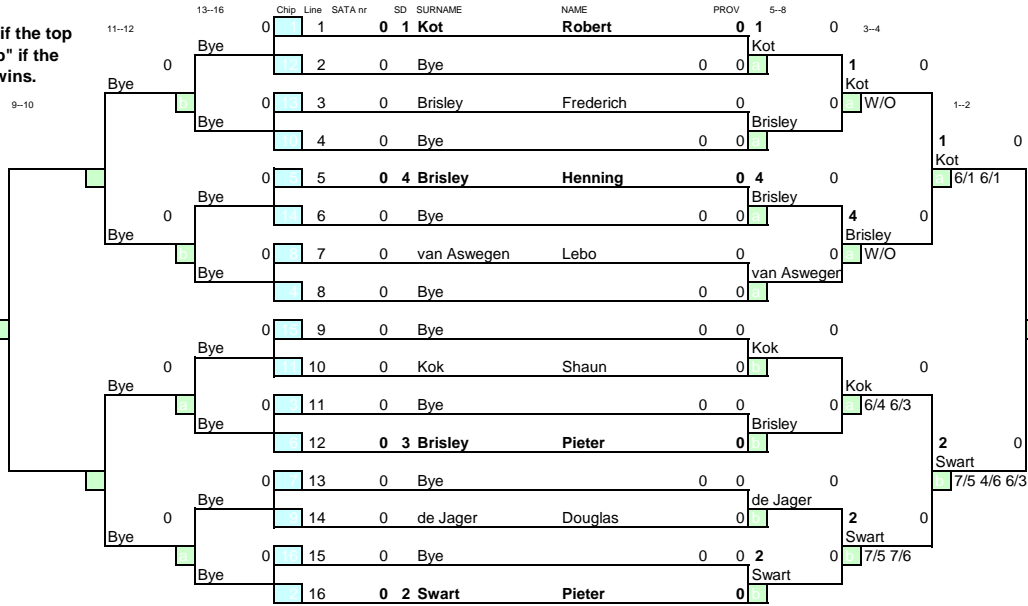 13--16 Chip Line SATA nr SD SURNAME NAME PROV 5--8
if the top 11--12 0 1 0 1 Kot Robert 0 1 0 3--4
" if the Bye Kot
wins. 0 2 0 Bye 0 0 1 0
Bye Kot
9--10 0 3 0 Brisley Frederich 0 0 W/O 1--2
Bye Brisley
4 0 Bye 0 0 1 0
Kot
0 5 0 4 Brisley Henning 0 4 0 6/1 6/1
Bye Brisley
0 6 0 Bye 0 0 4 0
Bye Brisley
0 7 0 van Aswegen Lebo 0 0 W/O
Bye van Aswegen
8 0 Bye 0 0
0 9 0 Bye 0 0 0
Bye Kok
0 10 0 Kok Shaun 0 0
Bye Kok
0 11 0 Bye 0 0 0 6/4 6/3
Bye Brisley
12 0 3 Brisley Pieter 0 2 0
Swart
0 13 0 Bye 0 0 0 7/5 4/6 6/3
Bye de Jager
0 14 0 de Jager Douglas 0 2 0
Bye Swart
0 15 0 Bye 0 0 2 0 7/5 7/6
Bye Swart
16 0 2 Swart Pieter 0